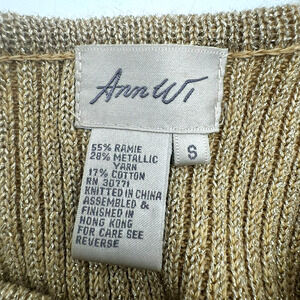 Ann Wi
S
55% RAMIE
28% METALLIC
YARN
17% COTTON
RN 30771
KNITTED IN CHINA
ASSEMBLED &
FINISHED IN
HONG KONG
FOR CARE SEE
REVERSE